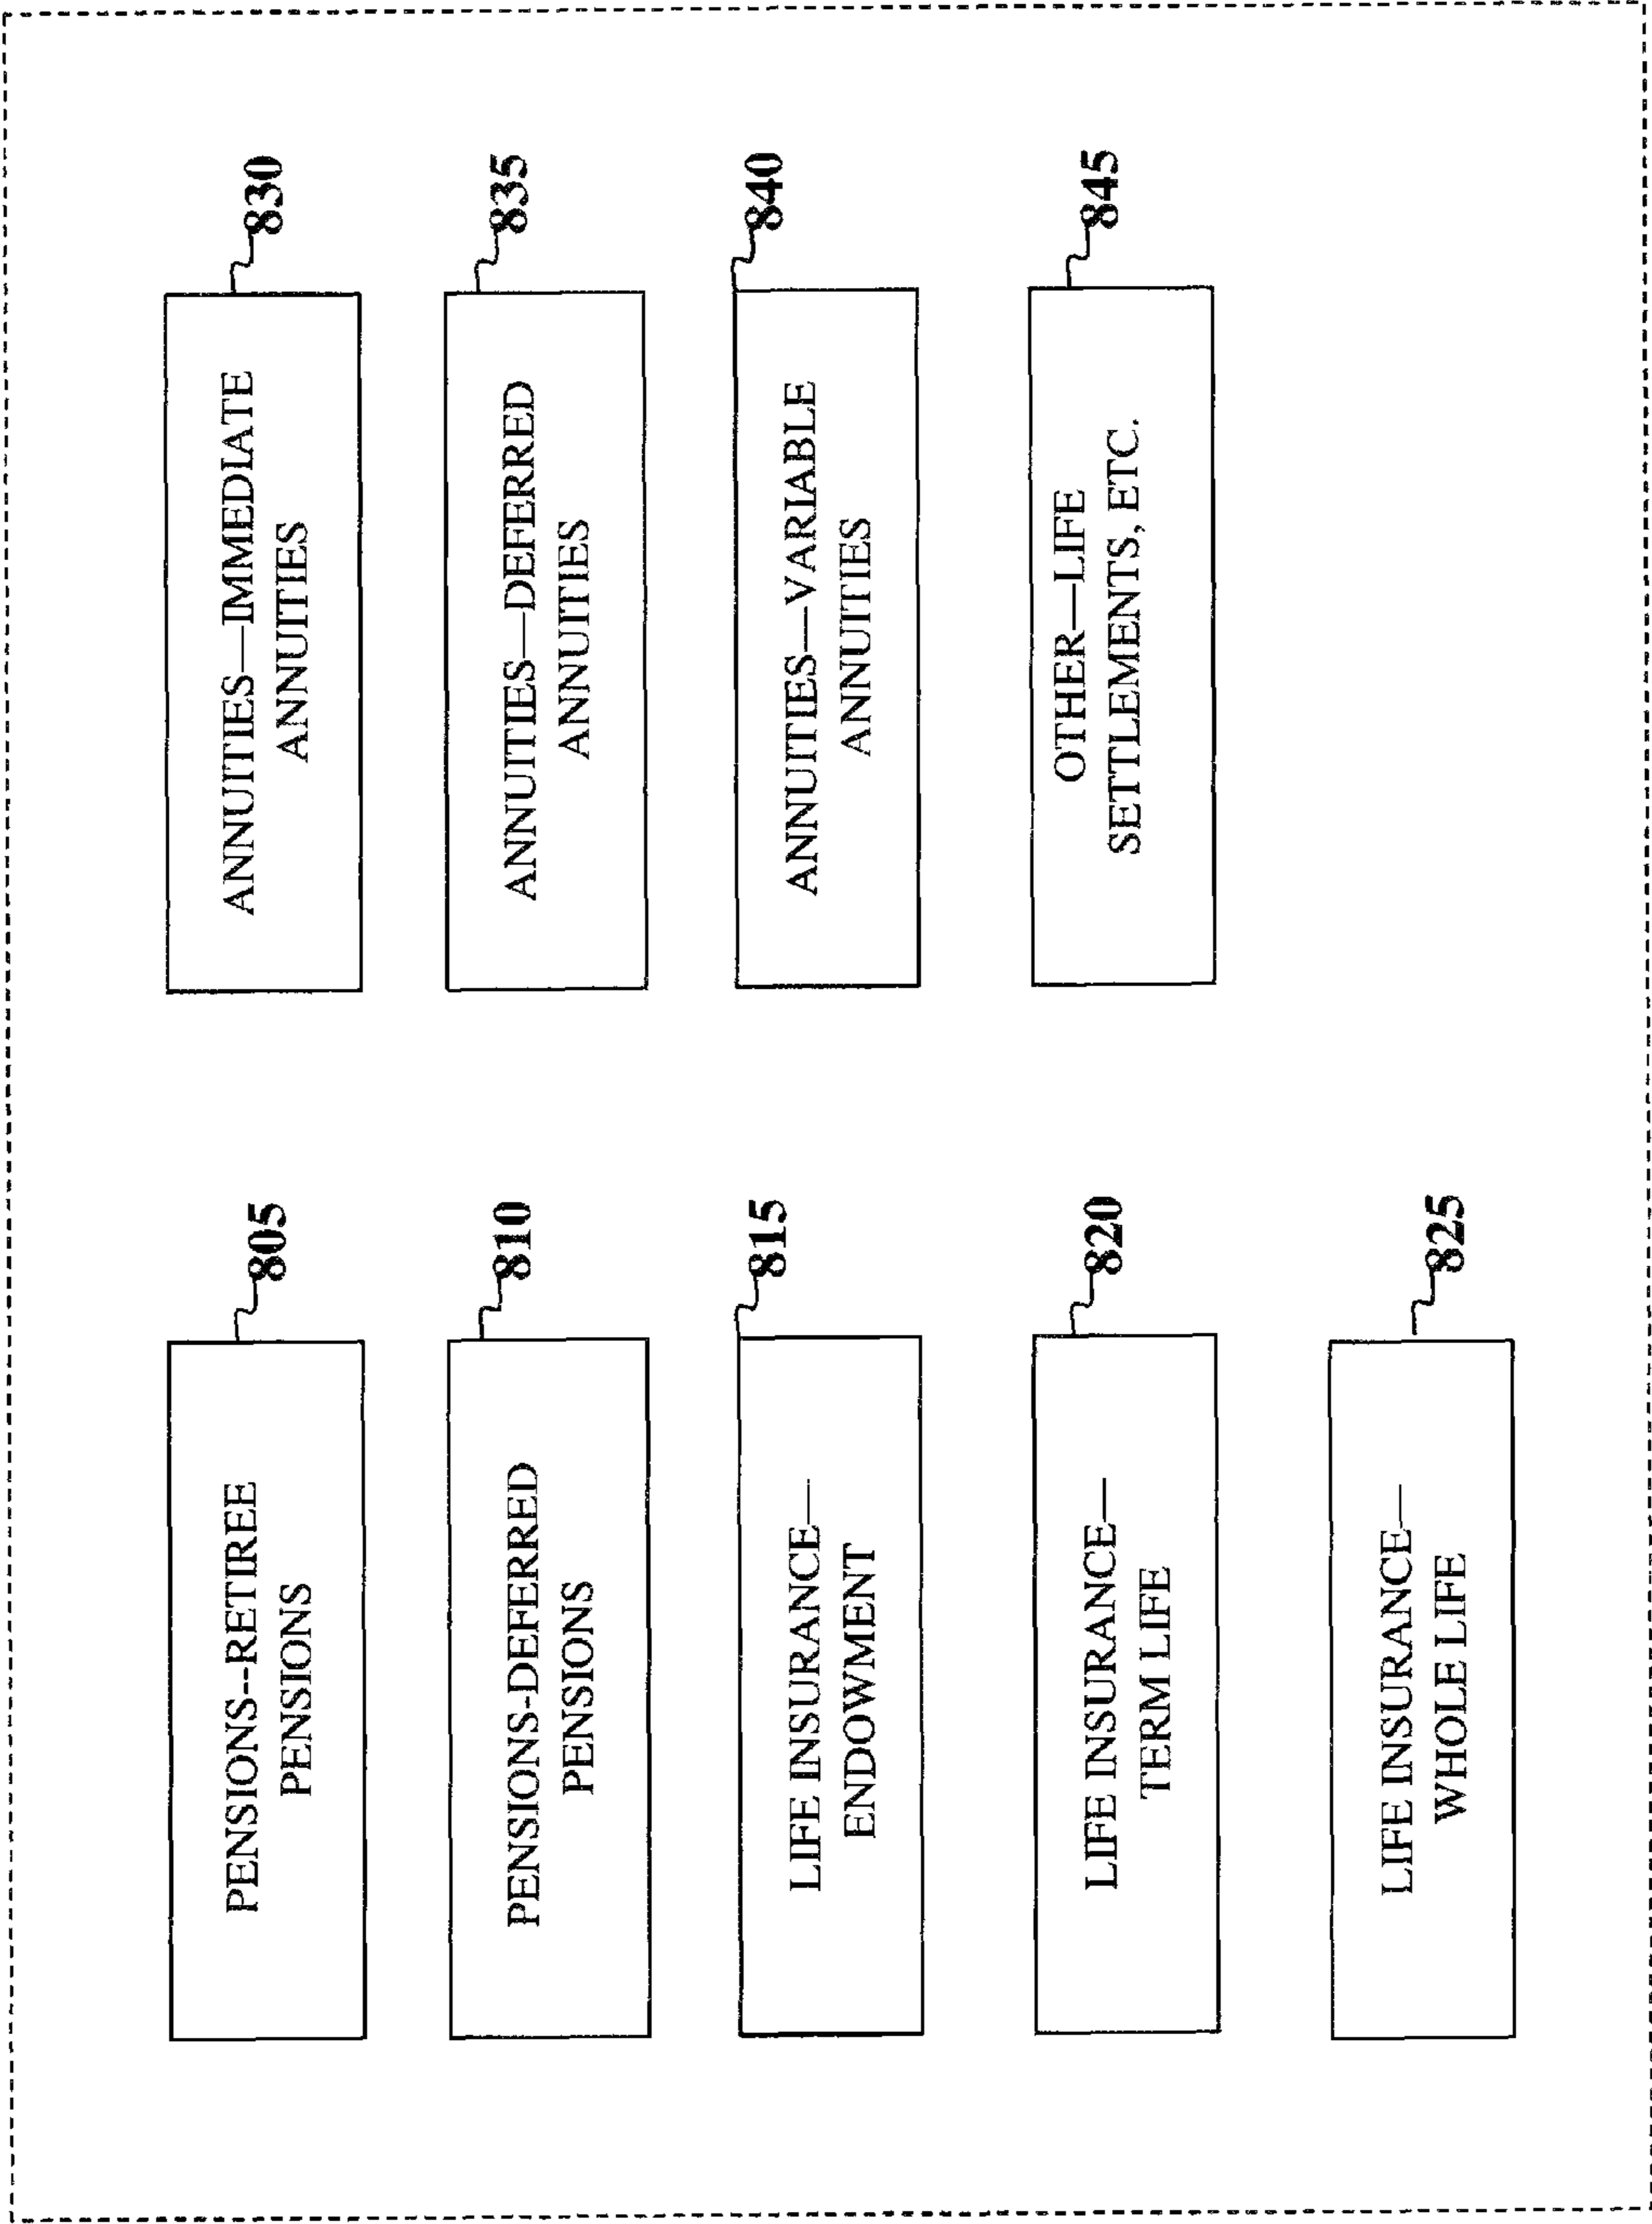 PENSIONS--RETIREE
PENSIONS
805
PENSIONS-DEFERRED
PENSIONS
810
LIFE INSURANCE—
ENDOWMENT
815
LIFE INSURANCE—
TERM LIFE
820
LIFE INSURANCE—
WHOLE LIFE
825
ANNUITIES—IMMEDIATE
ANNUITIES
830
ANNUITIES—DEFERRED
ANNUITIES
835
ANNUITIES—VARIABLE
ANNUITIES
840
OTHER—LIFE
SETTLEMENTS, ETC.
845